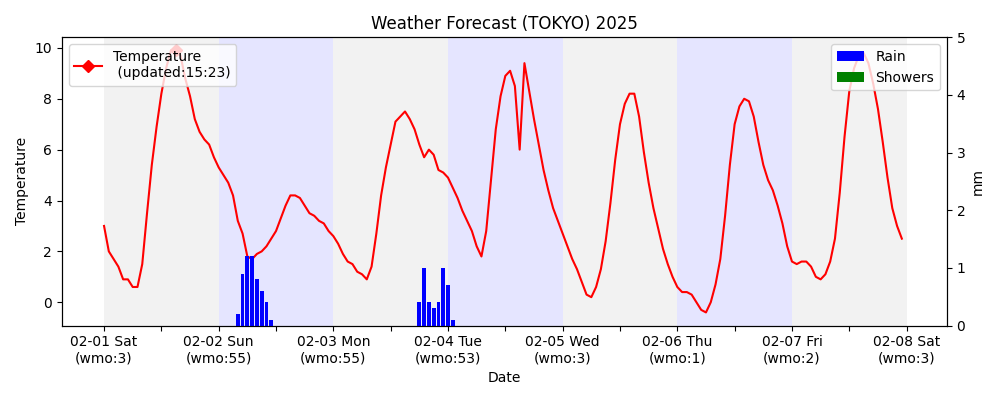 Weather Forecast (TOKYO) 2025
Temperature
(updated:15:23)
Rain
Showers
10
8
6
4
2
0
Temperature
5
4
3
2
1
0
mm
02-01 Sat
(wmo:3)
02-02 Sun
(wmo:55)
02-03 Mon
(wmo:55)
02-04 Tue
(wmo:53)
02-05 Wed
(wmo:3)
02-06 Thu
(wmo:1)
02-07 Fri
(wmo:2)
02-08 Sat
(wmo:3)
Date